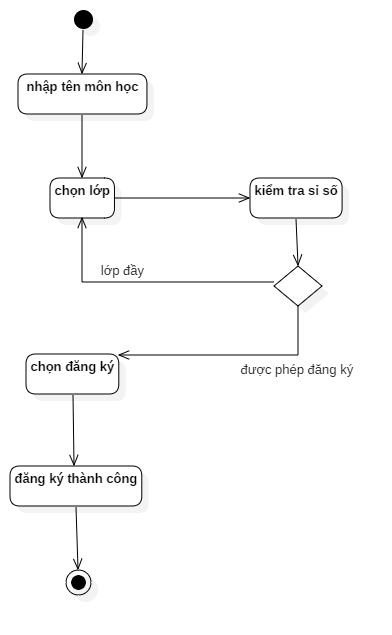 nhập tên môn học
chọn lớp
kiểm tra sỉ số
lớp đầy
được phép đăng ký
chọn đăng ký
đăng ký thành công